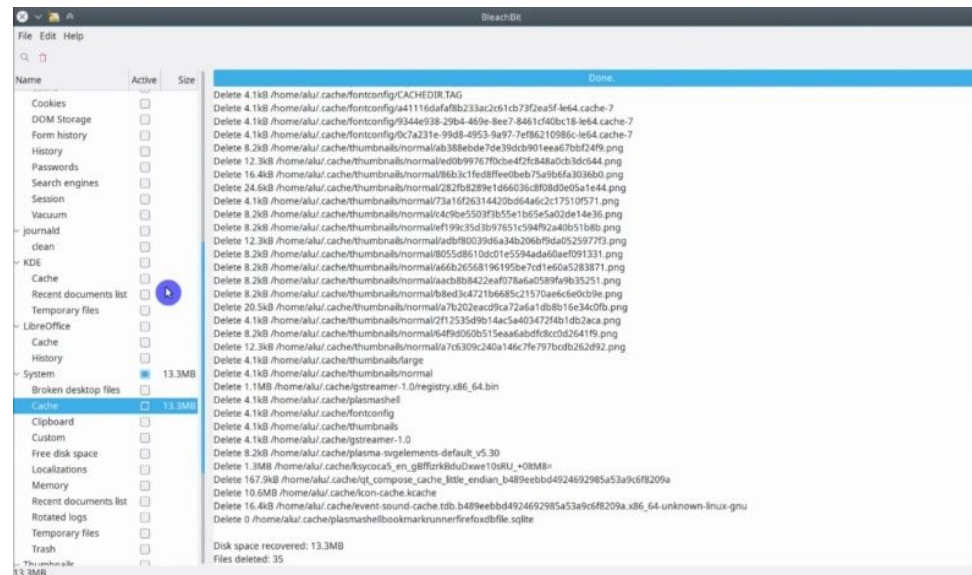 BleachBit
File Edit Help
Name Active Size
Cookies
DOM Storage
Form history
History
Passwords
Search engines
Session
Vacuum
journald
clean
KDE
Cache
Recent documents list
Temporary files
LibreOffice
Cache
History
System 13.3MB
Broken desktop files
Cache 13.3MB
Clipboard
Custom
Free disk space
Localizations
Memory
Recent documents list
Rotated logs
Temporary files
Trash
Thumbnails
13.3MB
Done.
Delete 4.1kB /home/alu/.cache/fontconfig/CACHEDIR.TAG
Delete 4.1kB /home/alu/.cache/fontconfig/a41116dafaf8b233ac2c61cb73f2ea5f-le64.cache-7
Delete 4.1kB /home/alu/.cache/fontconfig/9344e938-29b4-469e-8ee7-8461cf40bc18-le64.cache-7
Delete 4.1kB /home/alu/.cache/fontconfig/0c7a231e-99d8-4953-9a97-7ef86210986c-le64.cache-7
Delete 8.2kB /home/alu/.cache/thumbnails/normal/ab388ebde7de39dcb901eea67bbf24f9.png
Delete 12.3kB /home/alu/.cache/thumbnails/normal/ed0b99767f0cbe4f2fc848a0cb3dc644.png
Delete 16.4kB /home/alu/.cache/thumbnails/normal/86b3c1fed8ffee0beb75a9b6fa3036b0.png
Delete 24.6kB /home/alu/.cache/thumbnails/normal/282fb8289e1d66036c8f08d0e05a1e44.png
Delete 4.1kB /home/alu/.cache/thumbnails/normal/73a16f26314420bd64a6c2c17510f571.png
Delete 8.2kB /home/alu/.cache/thumbnails/normal/c4c9be5503f3b55e1b65e5a02de14e36.png
Delete 8.2kB /home/alu/.cache/thumbnails/normal/ef199c35d3b97651c594f92a40b51b8b.png
Delete 12.3kB /home/alu/.cache/thumbnails/normal/adbf80039d6a34b206bf9da0525977f3.png
Delete 8.2kB /home/alu/.cache/thumbnails/normal/8055d8610dc01e5594ada60aef091331.png
Delete 8.2kB /home/alu/.cache/thumbnails/normal/a66b26568196195be7cd1e60a5283871.png
Delete 8.2kB /home/alu/.cache/thumbnails/normal/aacb8b8422eaf078a6a0589fa9b35251.png
Delete 8.2kB /home/alu/.cache/thumbnails/normal/b8ed3c4721b6685c21570ae6c6e0cb9e.png
Delete 20.5kB /home/alu/.cache/thumbnails/normal/a7b202eacd9ca72a6a1db8b16e34c0fb.png
Delete 4.1kB /home/alu/.cache/thumbnails/normal/2f12535d9b14ac5a403472f4b1db2aca.png
Delete 8.2kB /home/alu/.cache/thumbnails/normal/64f9d060b515eaa6abdfc8cc0d2641f9.png
Delete 12.3kB /home/alu/.cache/thumbnails/normal/a7c6309c240a146c7fe797bcdb262d92.png
Delete 4.1kB /home/alu/.cache/thumbnails/large
Delete 4.1kB /home/alu/.cache/thumbnails/normal
Delete 1.1MB /home/alu/.cache/gstreamer-1.0/registry.x86_64.bin
Delete 4.1kB /home/alu/.cache/plasmashell
Delete 4.1kB /home/alu/.cache/fontconfig
Delete 4.1kB /home/alu/.cache/thumbnails
Delete 4.1kB /home/alu/.cache/gstreamer-1.0
Delete 8.2kB /home/alu/.cache/plasma-svgelements-default_v5.30
Delete 1.3MB /home/alu/.cache/ksycoca5_en_gBffizrkBduDxwe10sRU_+0ltM8=
Delete 167.9kB /home/alu/.cache/qt_compose_cache_little_endian_b489eebbd4924692985a53a9c6f8209a
Delete 10.6MB /home/alu/.cache/icon-cache.kcache
Delete 16.4kB /home/alu/.cache/event-sound-cache.tdb.b489eebbd4924692985a53a9c6f8209a.x86_64-unknown-linux-gnu
Delete 0 /home/alu/.cache/plasmashellbookmarkrunnerfirefoxdbfile.sqlite
Disk space recovered: 13.3MB
Files deleted: 35